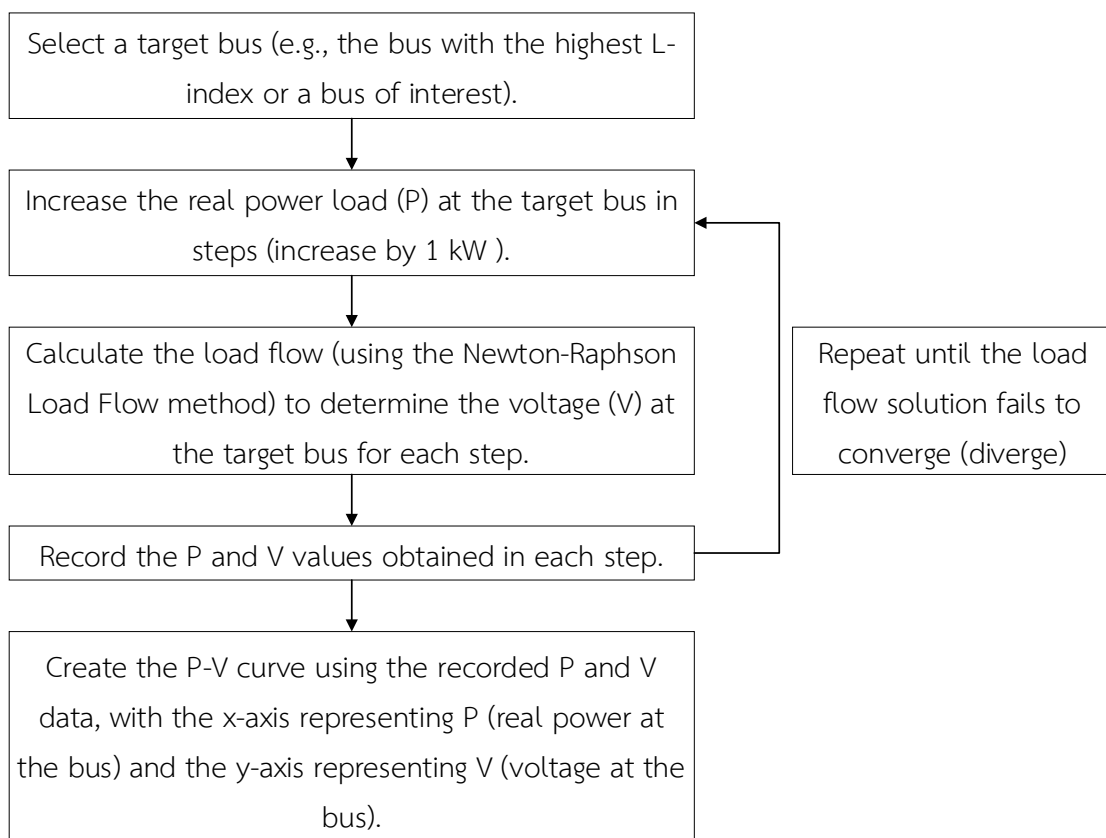 Select a target bus (e.g., the bus with the highest L-
index or a bus of interest).
Increase the real power load (P) at the target bus in
steps (increase by 1 kW ).
Calculate the load flow (using the Newton-Raphson
Load Flow method) to determine the voltage (V) at
the target bus for each step.
Repeat until the load
flow solution fails to
converge (diverge)
Record the P and V values obtained in each step.
Create the P-V curve using the recorded P and V
data, with the x-axis representing P (real power at
the bus) and the y-axis representing V (voltage at the
bus).